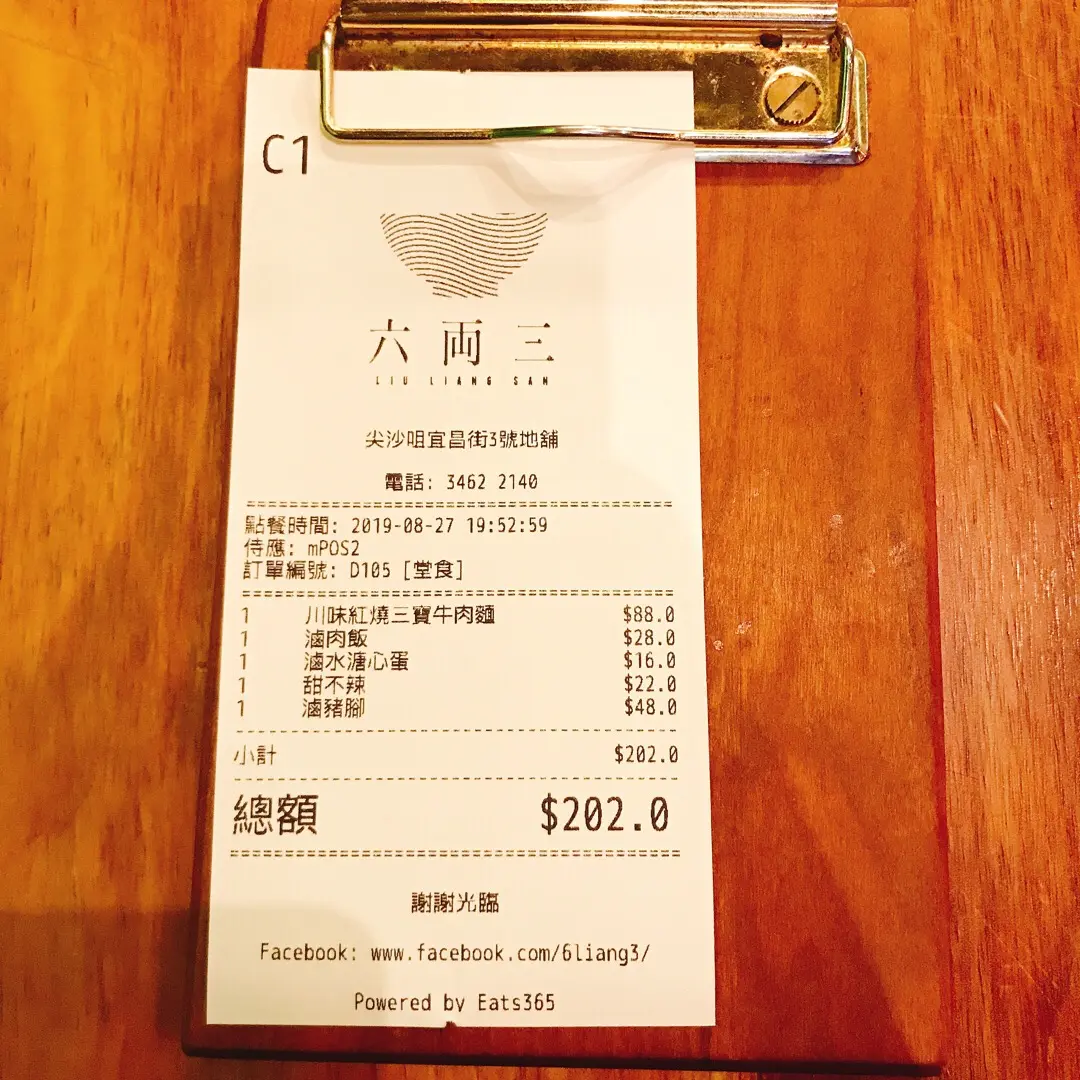 C1
六両三
LIU LIANG SAN
尖沙咀宜昌街3號地舖
電話: 3462 2140
點餐時間: 2019-08-27 19:52:59
侍應: mPOS2
訂單編號: D105 [堂食]
1 川味紅燒三寶牛肉麵 $88.0
1 滷肉飯 $28.0
1 滷水溏心蛋 $16.0
1 甜不辣 $22.0
1 滷豬腳 $48.0
小計 $202.0
總額 $202.0
謝謝光臨
Facebook: www.facebook.com/6liang3/
Powered by Eats365